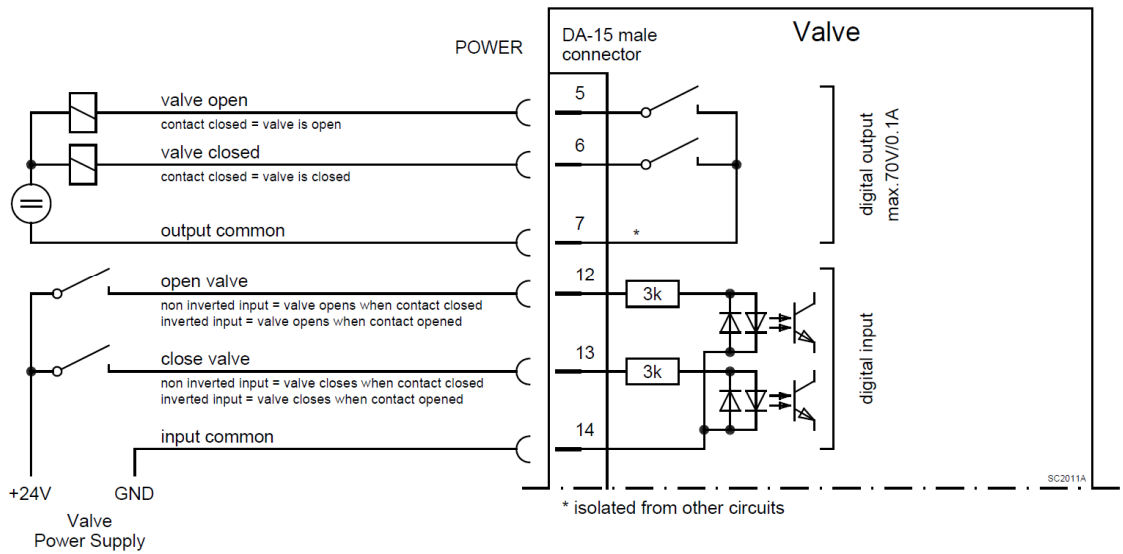 Valve
DA-15 male
connector
POWER
5
valve open
contact closed = valve is open
6
valve closed
contact closed = valve is closed
digital output
max.70V/0.1A
7
output common
*
12
open valve
3k
non inverted input = valve opens when contact closed
inverted input = valve opens when contact opened
13
close valve
3k
non inverted input = valve closes when contact closed
inverted input = valve closes when contact opened
digital input
14
input common
SC2011A
+24V
GND
* isolated from other circuits
Valve
Power Supply